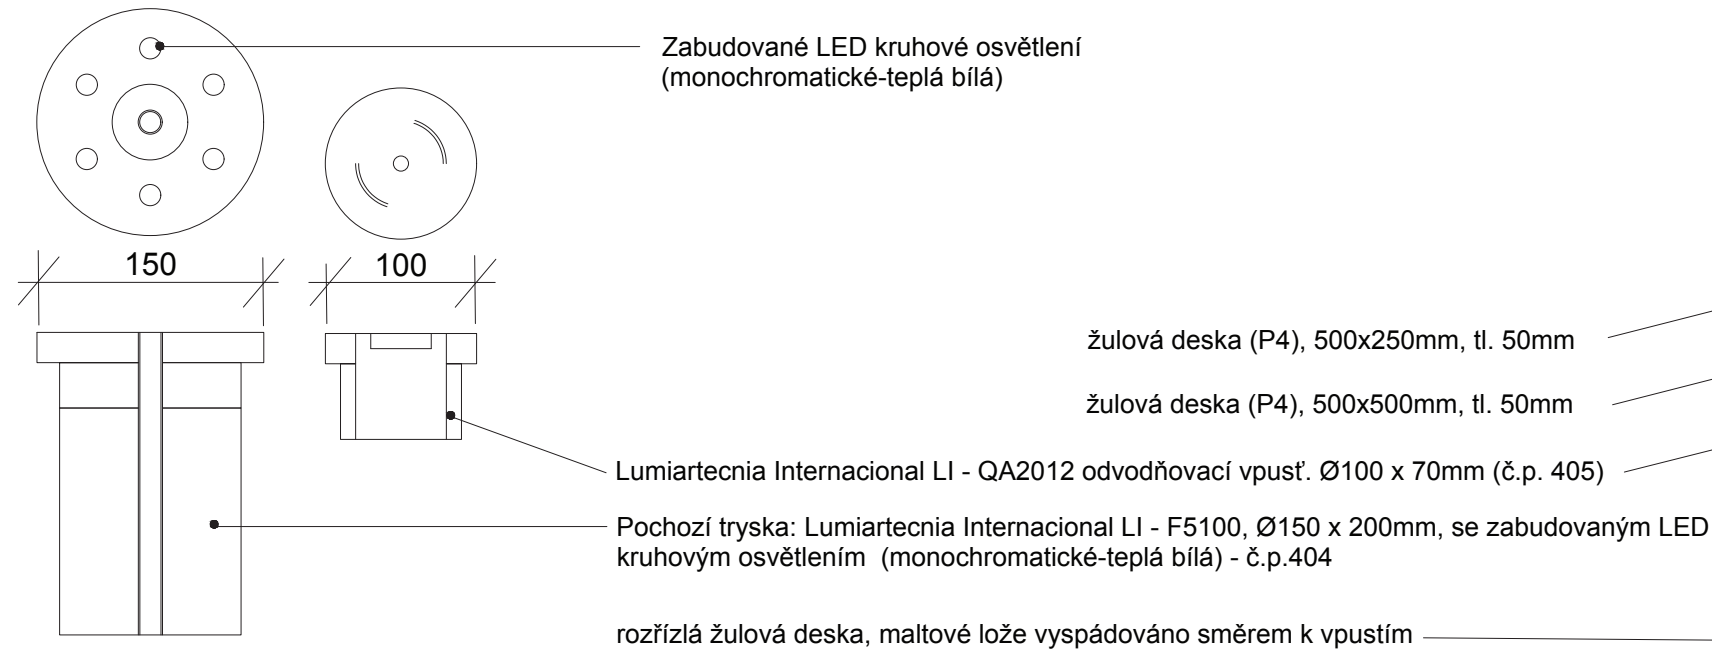 Zabudované LED kruhové osvětlení
(monochromatické-teplá bílá)
150
100
žulová deska (P4), 500x250mm, tl. 50mm
žulová deska (P4), 500x500mm, tl. 50mm
Lumiartecnia Internacional LI - QA2012 odvodňovací vpusť. Ø100 x 70mm (č.p. 405)
Pochozí tryska: Lumiartecnia Internacional LI - F5100, Ø150 x 200mm, se zabudovaným LED
kruhovým osvětlením (monochromatické-teplá bílá) - č.p.404
rozřízlá žulová deska, maltové lože vyspádováno směrem k vpustím